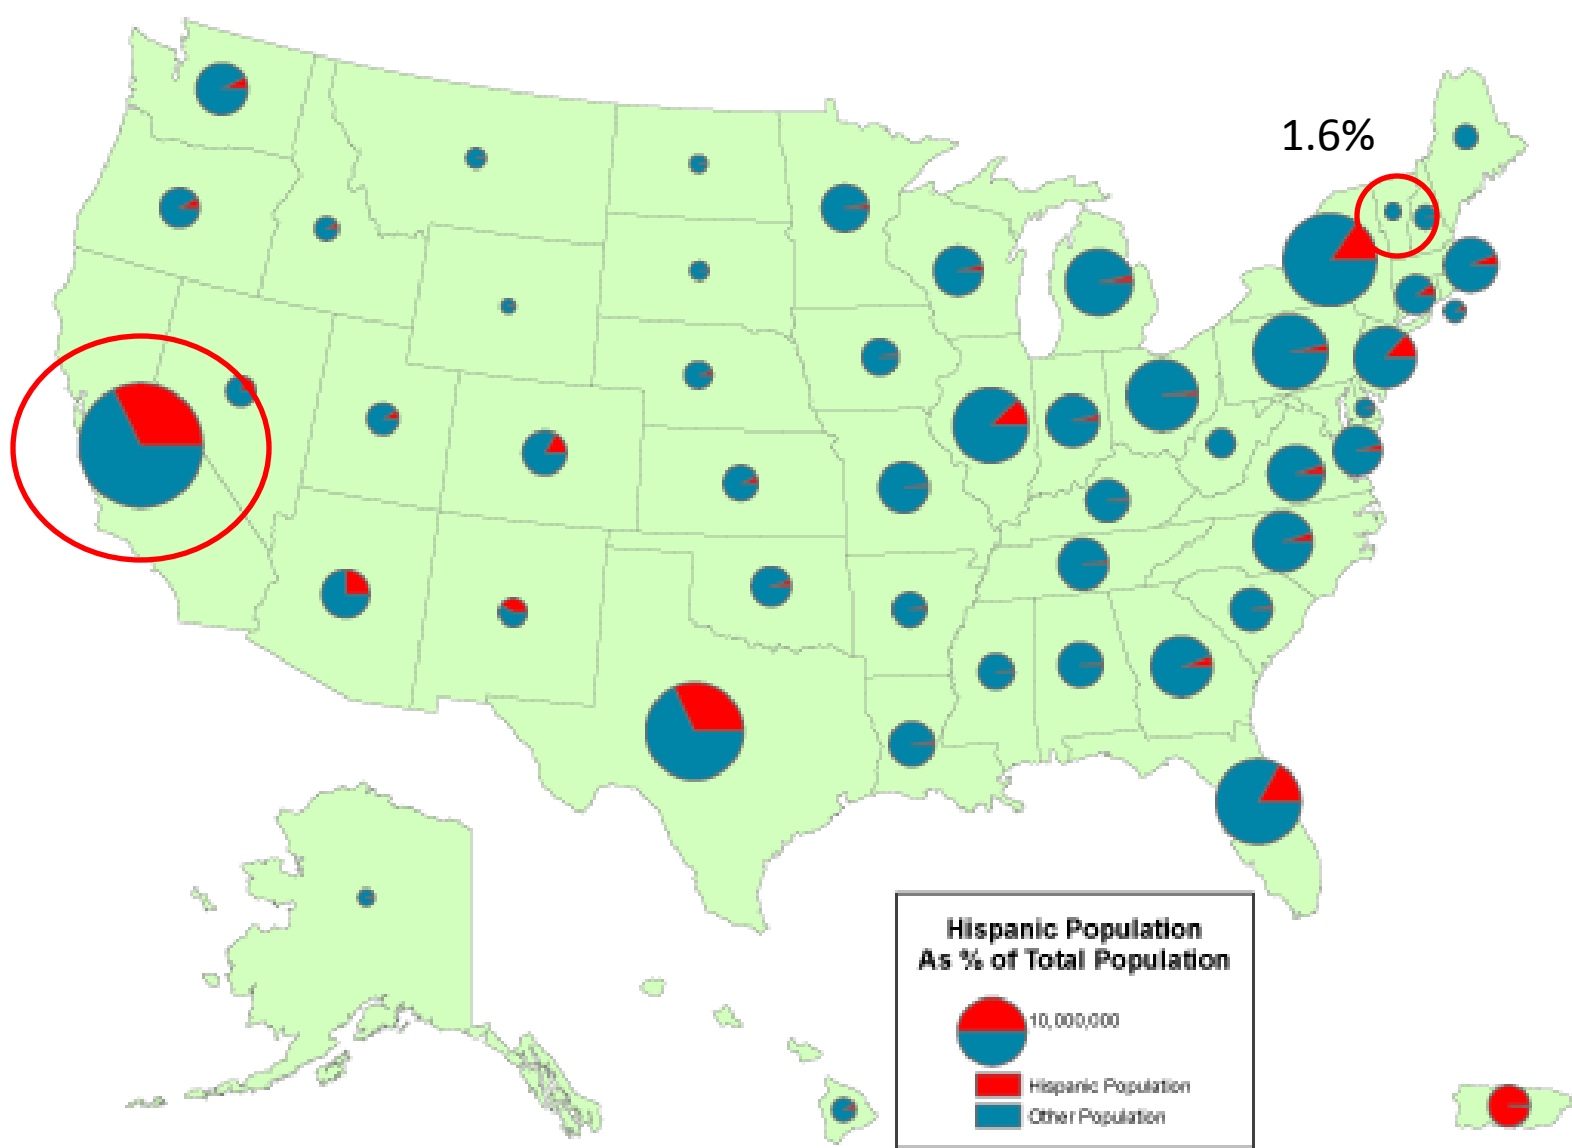 1.6%
Hispanic Population
As % of Total Population
10,000,000
Hispanic Population
Other Population